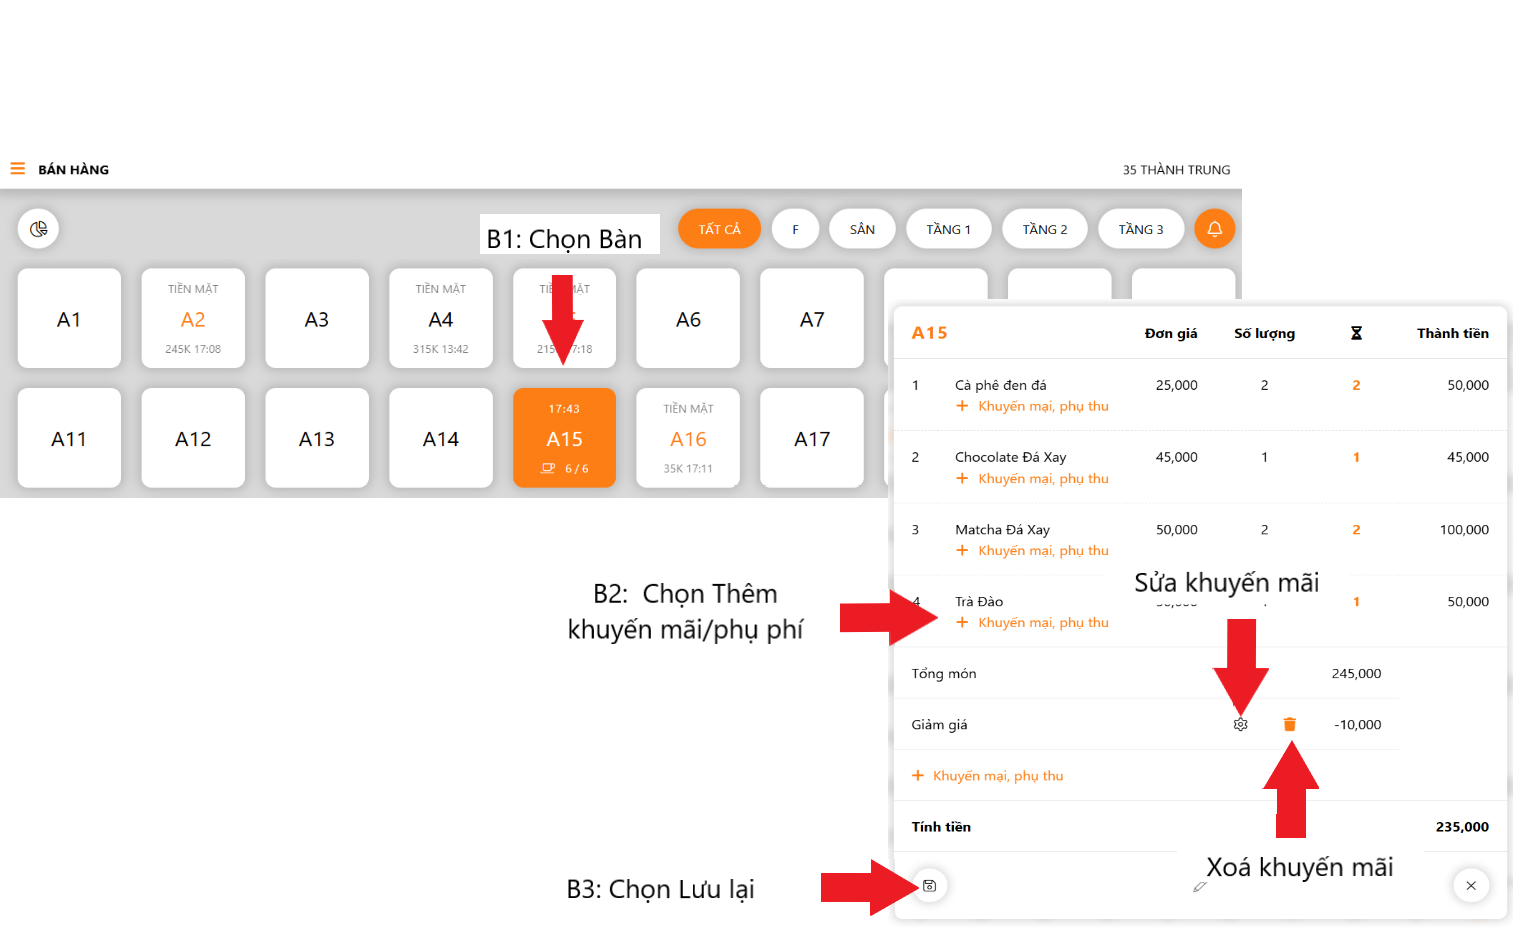 BÁN HÀNG
35 THÀNH TRUNG
B1: Chọn Bàn
TẤT CẢ
F
SÂN
TẦNG 1
TẦNG 2
TẦNG 3
A1
TIỀN MẶT
A2
245K 17:08
A3
TIỀN MẶT
A4
315K 13:42
A6
A7
A11
A12
A13
A14
17:43
A15
6 / 6
TIỀN MẶT
A16
35K 17:11
A17
A15 Đơn giá Số lượng Thành tiền
1 Cà phê đen đá 25,000 2 2 50,000
+ Khuyến mại, phụ thu
2 Chocolate Đá Xay 45,000 1 1 45,000
+ Khuyến mại, phụ thu
3 Matcha Đá Xay 50,000 2 2 100,000
+ Khuyến mại, phụ thu
Sửa khuyến mãi
B2: Chọn Thêm
khuyến mãi/phụ phí
4 Trà Đào 1 50,000
+ Khuyến mại, phụ thu
Tổng món 245,000
Giảm giá -10,000
+ Khuyến mại, phụ thu
Tính tiền 235,000
Xoá khuyến mãi
B3: Chọn Lưu lại